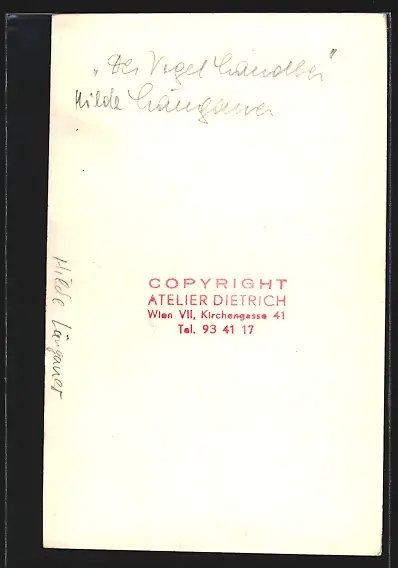 „Der Vogelhändler"
Hilde Längauer
COPYRIGHT
ATELIER DIETRICH
Wien VII, Kirchengasse 41
Tel. 93 41 17
Hilde Längauer